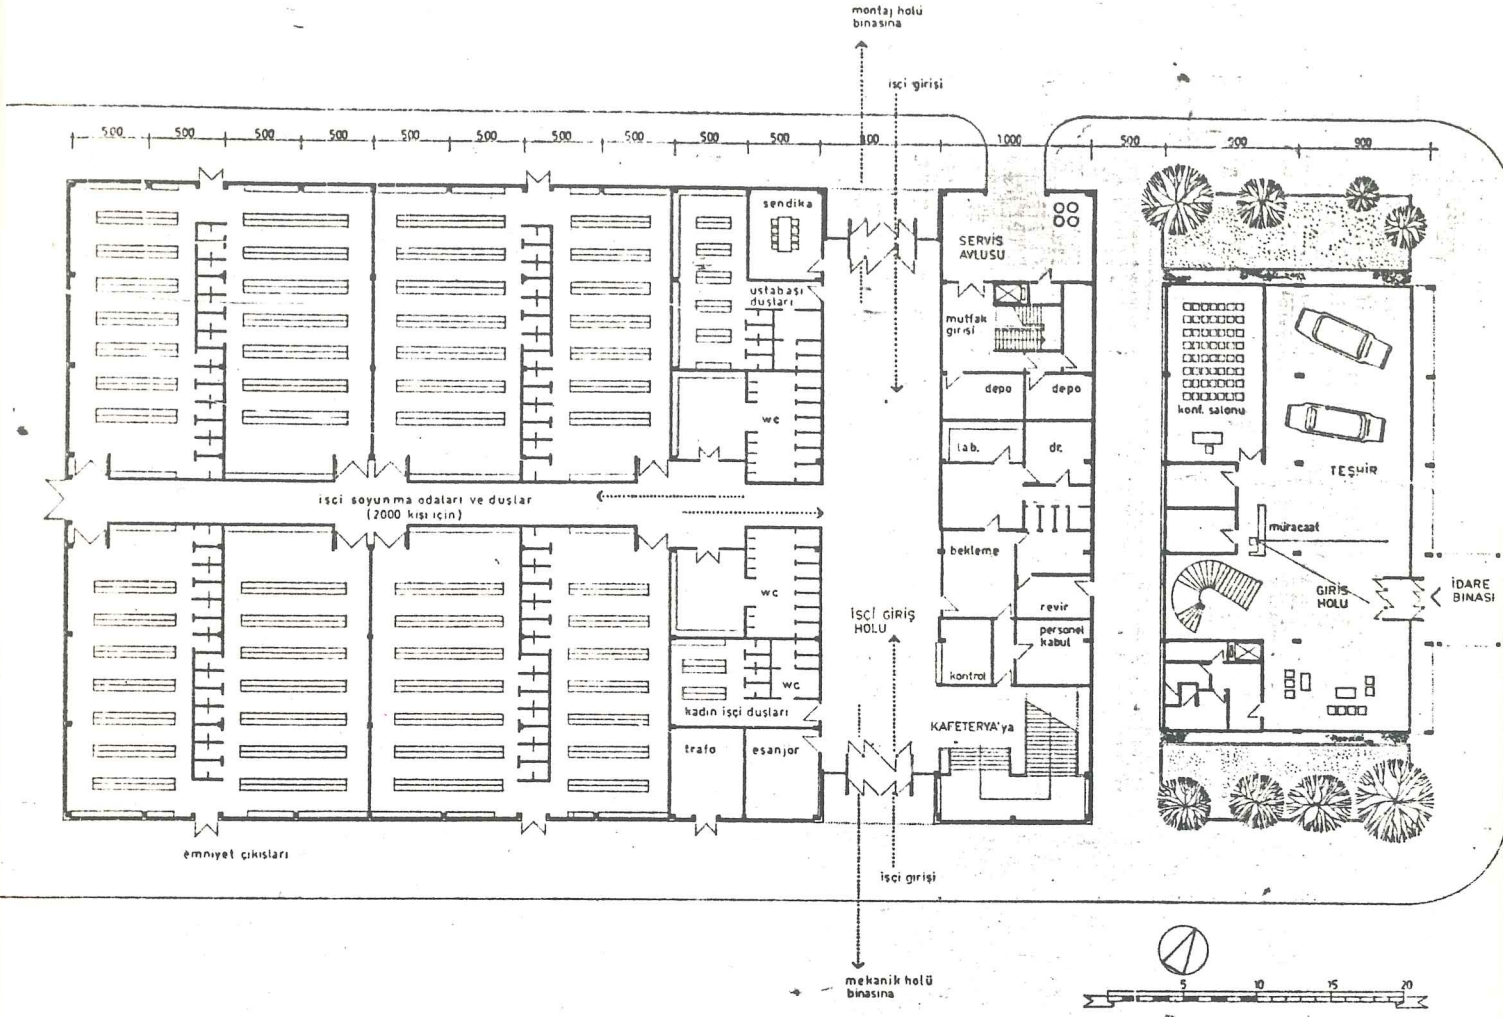 montaj holü
binasına
işçi girişi
500 500 500 500 500 500 500 500 500 500 1000 500 900
sendika
SERVİS
AVLUSU
ustabaşı
duşları
mutfak
girişi
depo
depo
konf. salonu
wc
lab.
dr.
TEŞHİR
işçi soyunma odaları ve duşlar
(2000 kişi için)
müracaat
bekleme
İDARE
BİNASI
GİRİŞ
HOLÜ
wc
İŞÇİ GİRİŞ
HOLU
revir
personel
kabul
kontrol
wc
kadın işçi duşları
KAFETERYA'ya
trafo
eşanjör
emniyet çıkışları
işçi girişi
mekanik holü
binasına
5 10 15 20